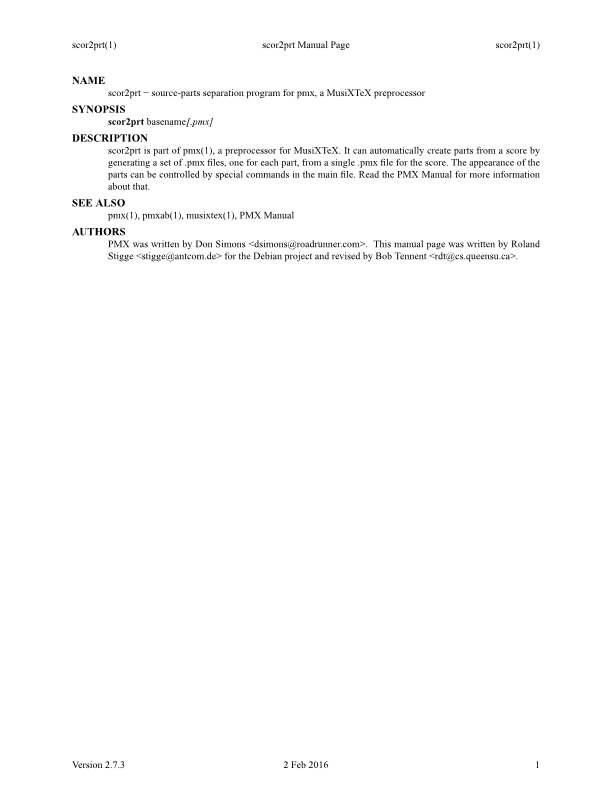 scor2prt(1) scor2prt Manual Page scor2prt(1)
NAME
scor2prt − source-parts separation program for pmx, a MusiXTeX preprocessor
SYNOPSIS
scor2prt basename[.pmx]
DESCRIPTION
scor2prt is part of pmx(1), a preprocessor for MusiXTeX. It can automatically create parts from a score by
generating a set of .pmx files, one for each part, from a single .pmx file for the score. The appearance of the
parts can be controlled by special commands in the main file. Read the PMX Manual for more information
about that.
SEE ALSO
pmx(1), pmxab(1), musixtex(1), PMX Manual
AUTHORS
PMX was written by Don Simons <dsimons@roadrunner.com>. This manual page was written by Roland
Stigge <stigge@antcom.de> for the Debian project and revised by Bob Tennent <rdt@cs.queensu.ca>.
Version 2.7.3 2 Feb 2016 1